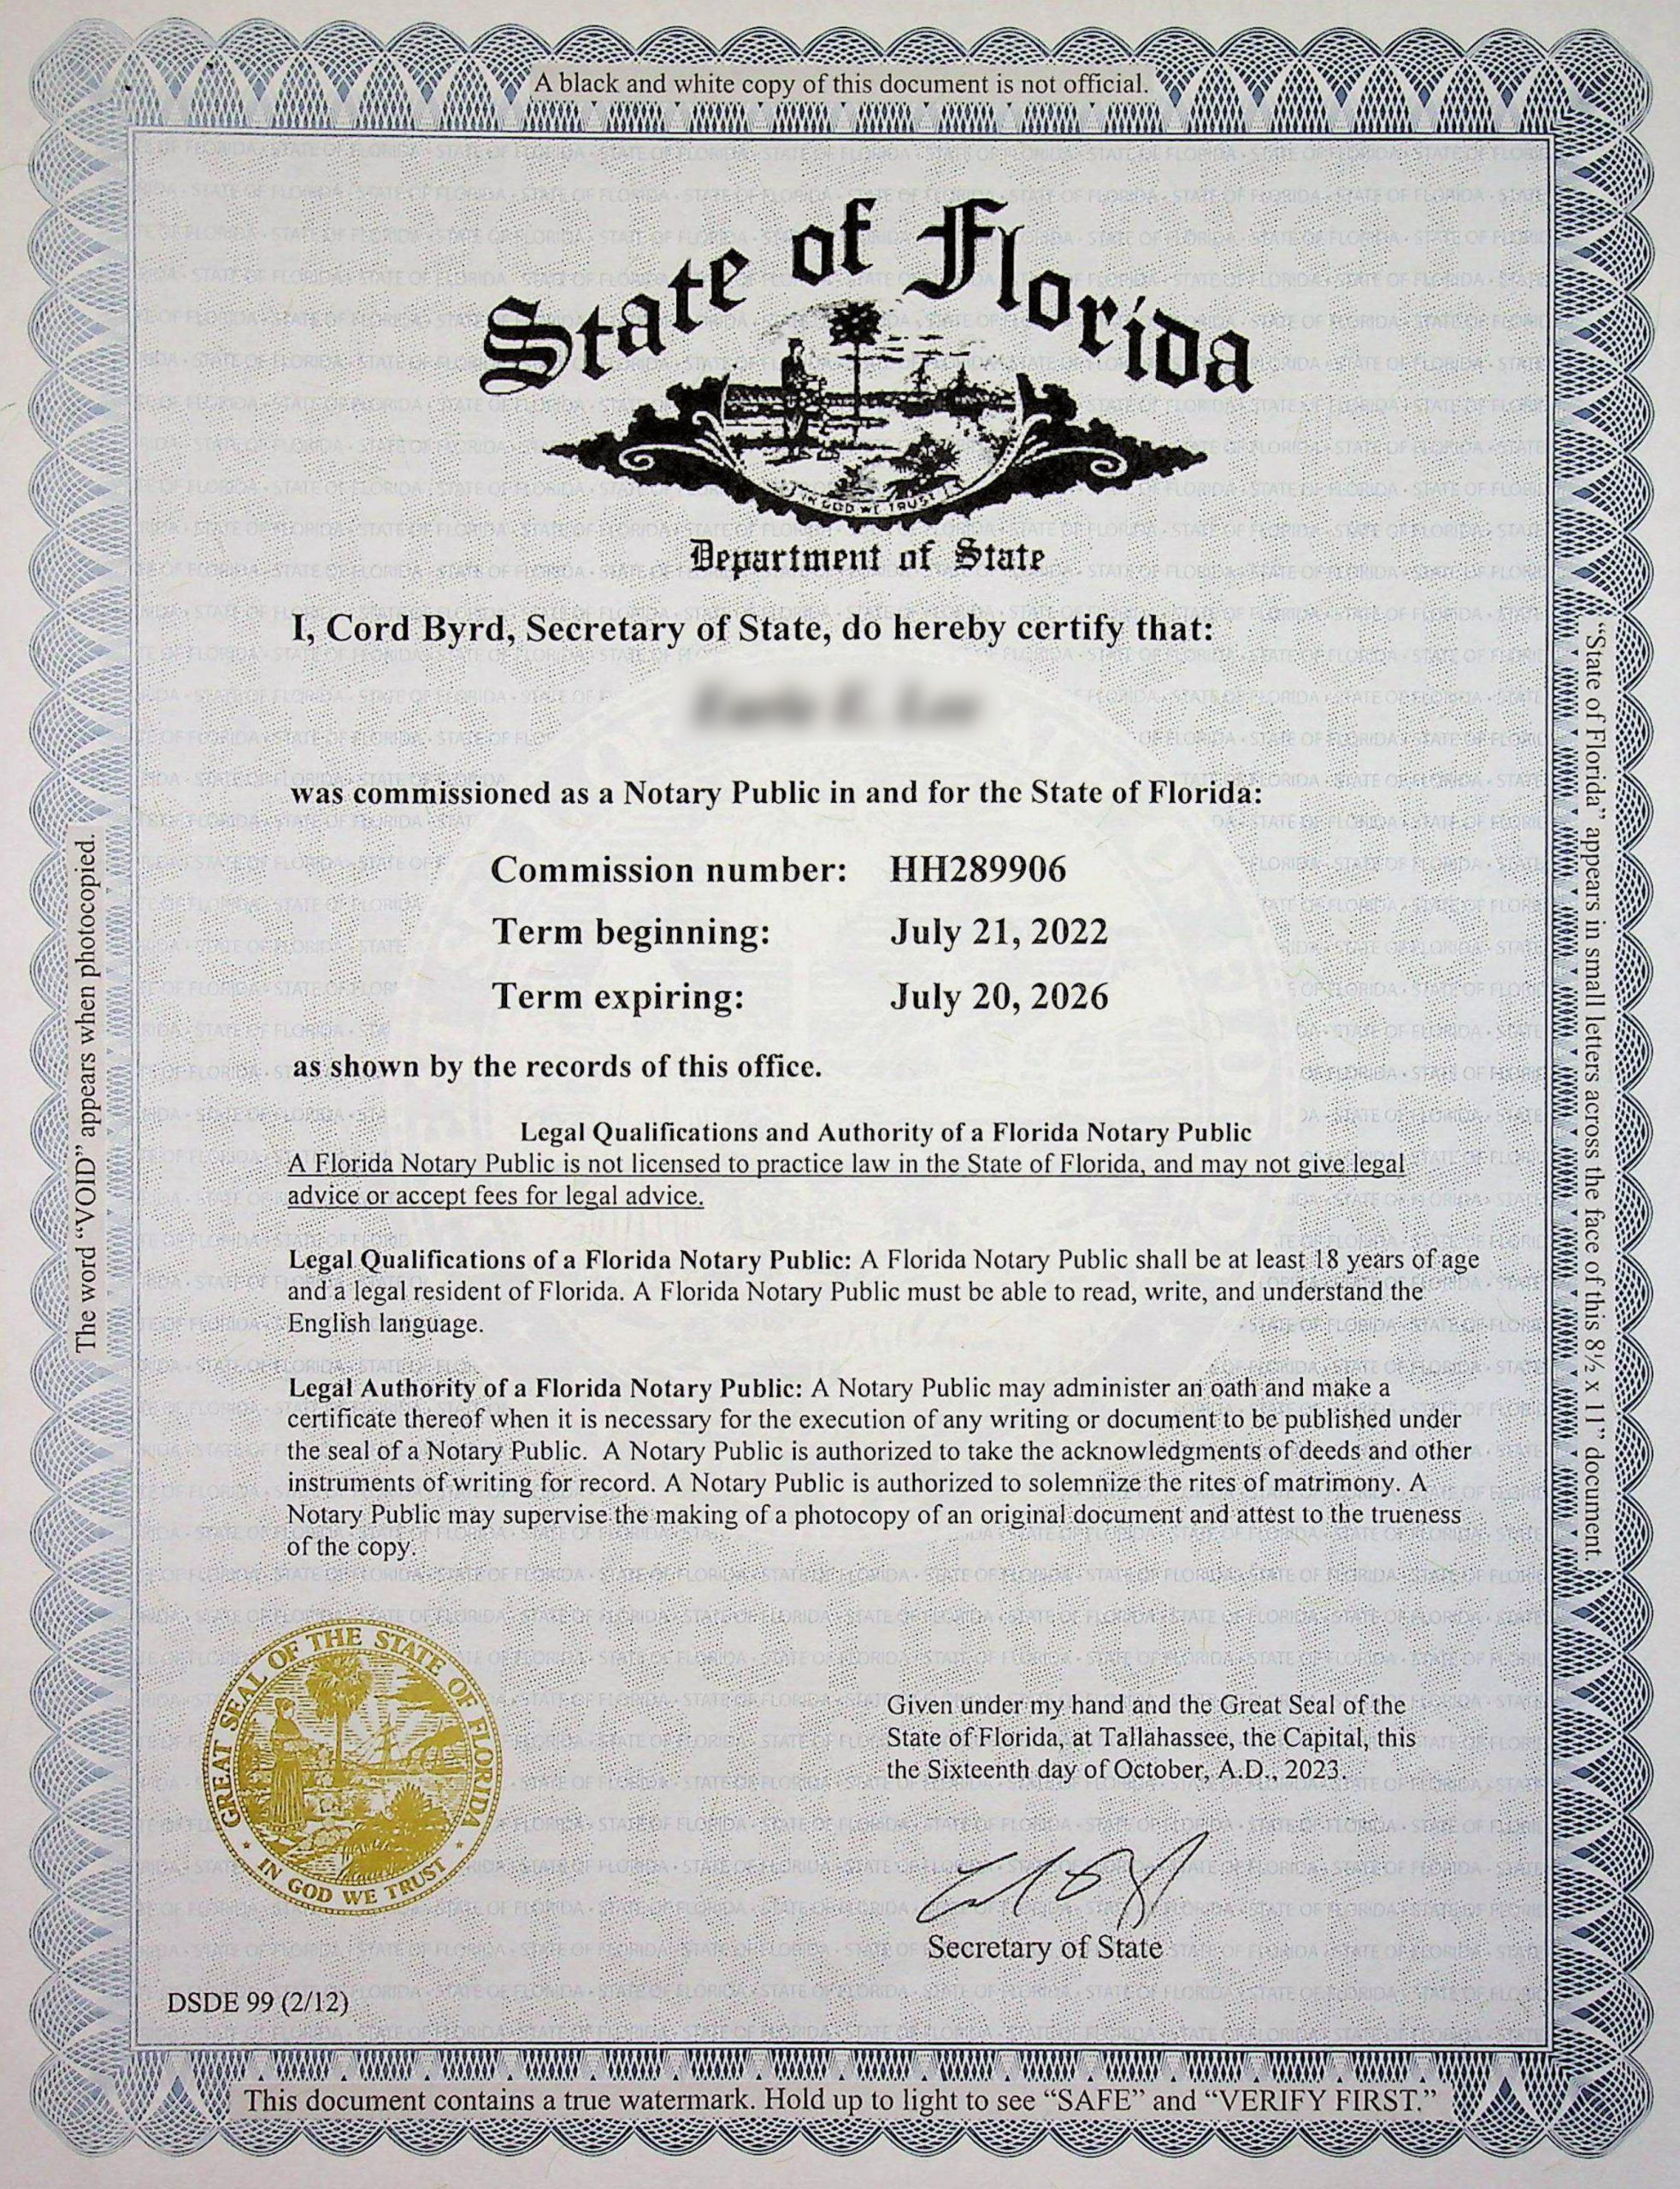 A black and white copy of this document is not official.
State of Florida
IN GOD WE TRUST
Department of State
I, Cord Byrd, Secretary of State, do hereby certify that:
was commissioned as a Notary Public in and for the State of Florida:
Commission number: HH289906
Term beginning: July 21, 2022
Term expiring: July 20, 2026
as shown by the records of this office.
Legal Qualifications and Authority of a Florida Notary Public
A Florida Notary Public is not licensed to practice law in the State of Florida, and may not give legal
advice or accept fees for legal advice.
Legal Qualifications of a Florida Notary Public: A Florida Notary Public shall be at least 18 years of age
and a legal resident of Florida. A Florida Notary Public must be able to read, write, and understand the
English language.
Legal Authority of a Florida Notary Public: A Notary Public may administer an oath and make a
certificate thereof when it is necessary for the execution of any writing or document to be published under
the seal of a Notary Public. A Notary Public is authorized to take the acknowledgments of deeds and other
instruments of writing for record. A Notary Public is authorized to solemnize the rites of matrimony. A
Notary Public may supervise the making of a photocopy of an original document and attest to the trueness
of the copy.
GREAT SEAL OF THE STATE OF FLORIDA
IN GOD WE TRUST
Given under my hand and the Great Seal of the
State of Florida, at Tallahassee, the Capital, this
the Sixteenth day of October, A.D., 2023.
Secretary of State
DSDE 99 (2/12)
This document contains a true watermark. Hold up to light to see “SAFE” and “VERIFY FIRST.”
The word “VOID” appears when photocopied.
“State of Florida” appears in small letters across the face of this 8½ x 11” document.